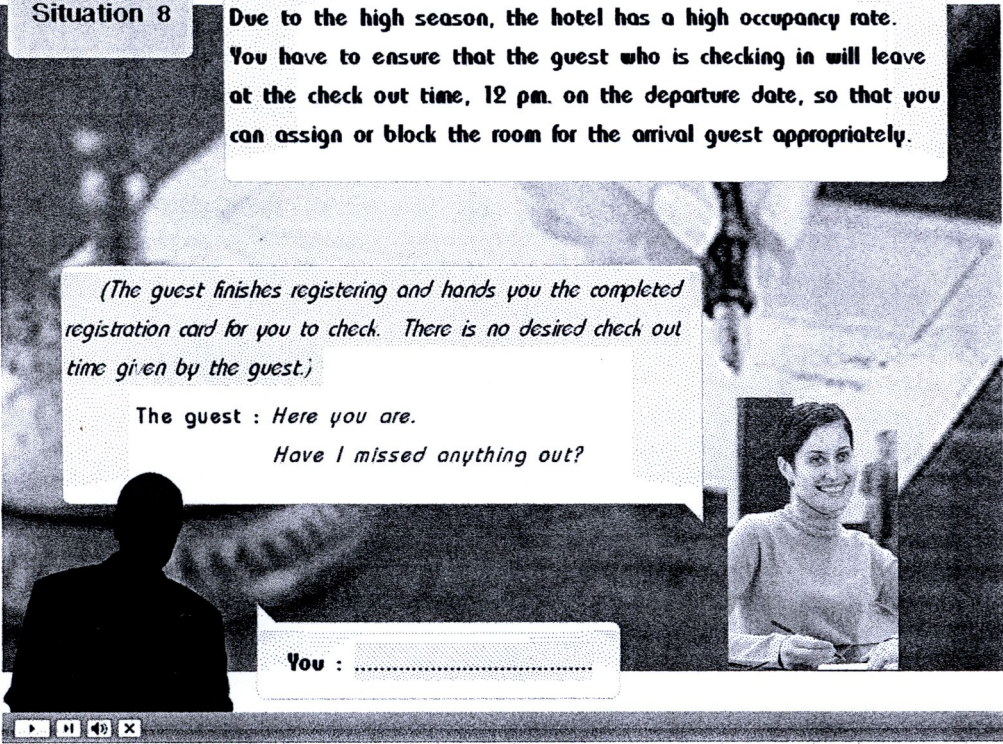 Situation 8
Due to the high season, the hotel has a high occupancy rate.
You have to ensure that the guest who is checking in will leave
at the check out time, 12 pm. on the departure date, so that you
can assign or block the room for the arrival guest appropriately.
(The guest finishes registering and hands you the completed
registration card for you to check. There is no desired check out
time given by the guest.)
The guest : Here you are.
Have I missed anything out?
You : ............................................